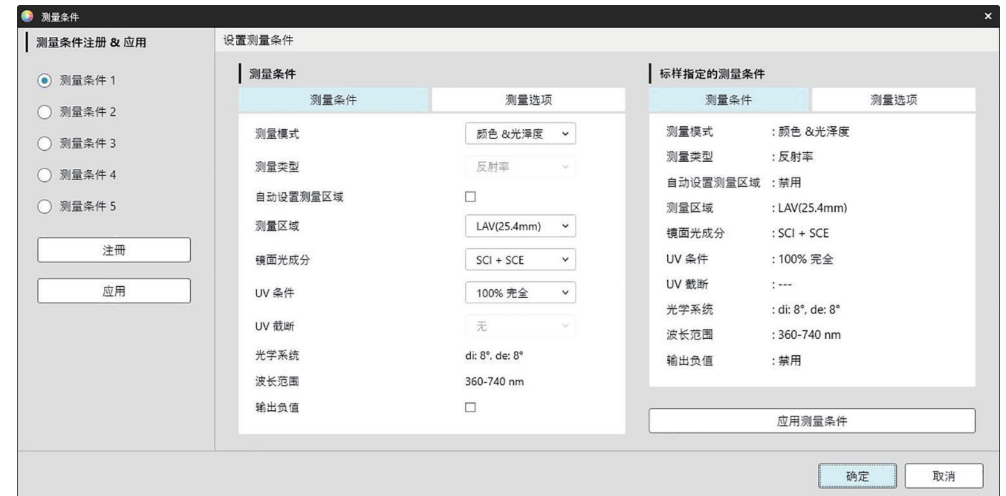 测量条件
测量条件注册 & 应用
测量条件 1
测量条件 2
测量条件 3
测量条件 4
测量条件 5
注冊
应用
设置测量条件
测量条件
测量条件 测量选项
测量模式 颜色 &光泽度
测量类型 反射率
自动设置测量区域
测量区域 LAV(25.4mm)
镜面光成分 SCI + SCE
UV 条件 100% 完全
UV 截断 无
光学系统 di: 8°, de: 8°
波长范围 360-740 nm
输出负值
标样指定的测量条件
测量条件 测量选项
测量模式 : 颜色 &光泽度
测量类型 : 反射率
自动设置测量区域 : 禁用
测量区域 : LAV(25.4mm)
镜面光成分 : SCI + SCE
UV 条件 : 100% 完全
UV 截断 : ---
光学系统 : di: 8°, de: 8°
波长范围 : 360-740 nm
输出负值 : 禁用
应用测量条件
确定 取消